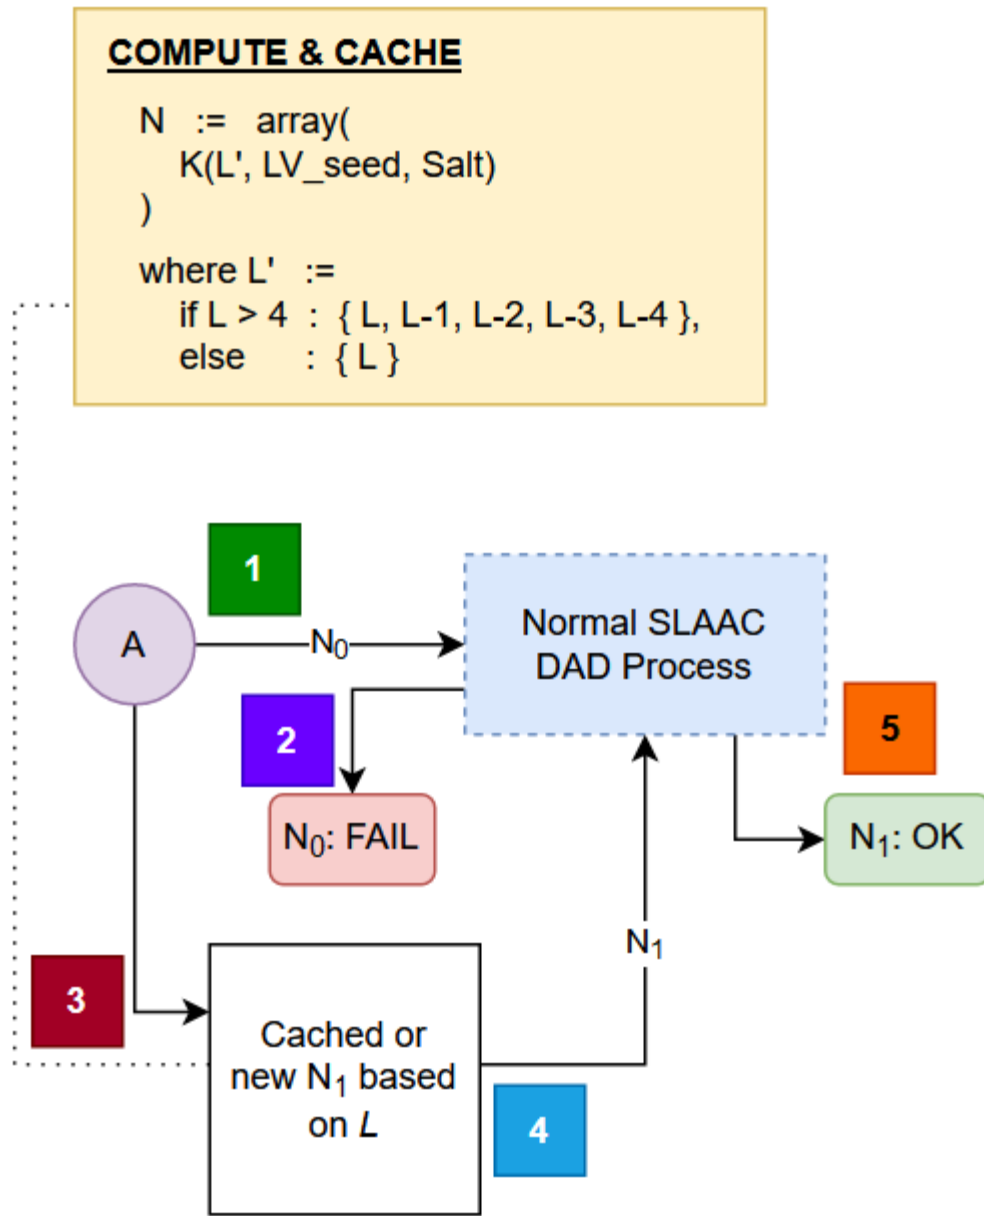 COMPUTE & CACHE
N := array(
K(L', LV_seed, Salt)
)
where L' :=
if L > 4 : { L, L-1, L-2, L-3, L-4 },
else : { L }
1
A
N₀
Normal SLAAC
DAD Process
2
5
N₀: FAIL
N₁: OK
N₁
3
Cached or
new N₁ based
on L
4